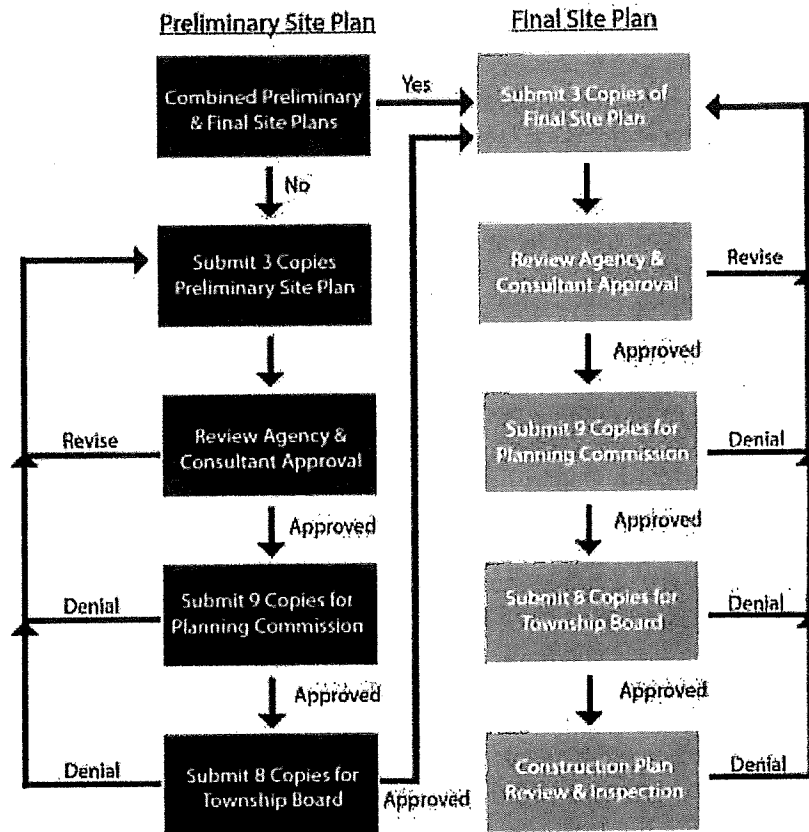 Preliminary Site Plan
Combined Preliminary
& Final Site Plans
Yes
No
Submit 3 Copies
Preliminary Site Plan
Revise
Review Agency &
Consultant Approval
Approved
Denial
Submit 9 Copies for
Planning Commission
Approved
Denial
Submit 8 Copies for
Township Board
Approved
Final Site Plan
Submit 3 Copies of
Final Site Plan
Review Agency &
Consultant Approval
Revise
Approved
Submit 9 Copies for
Planning Commission
Denial
Approved
Submit 8 Copies for
Township Board
Denial
Approved
Construction Plan
Review & Inspection
Denial